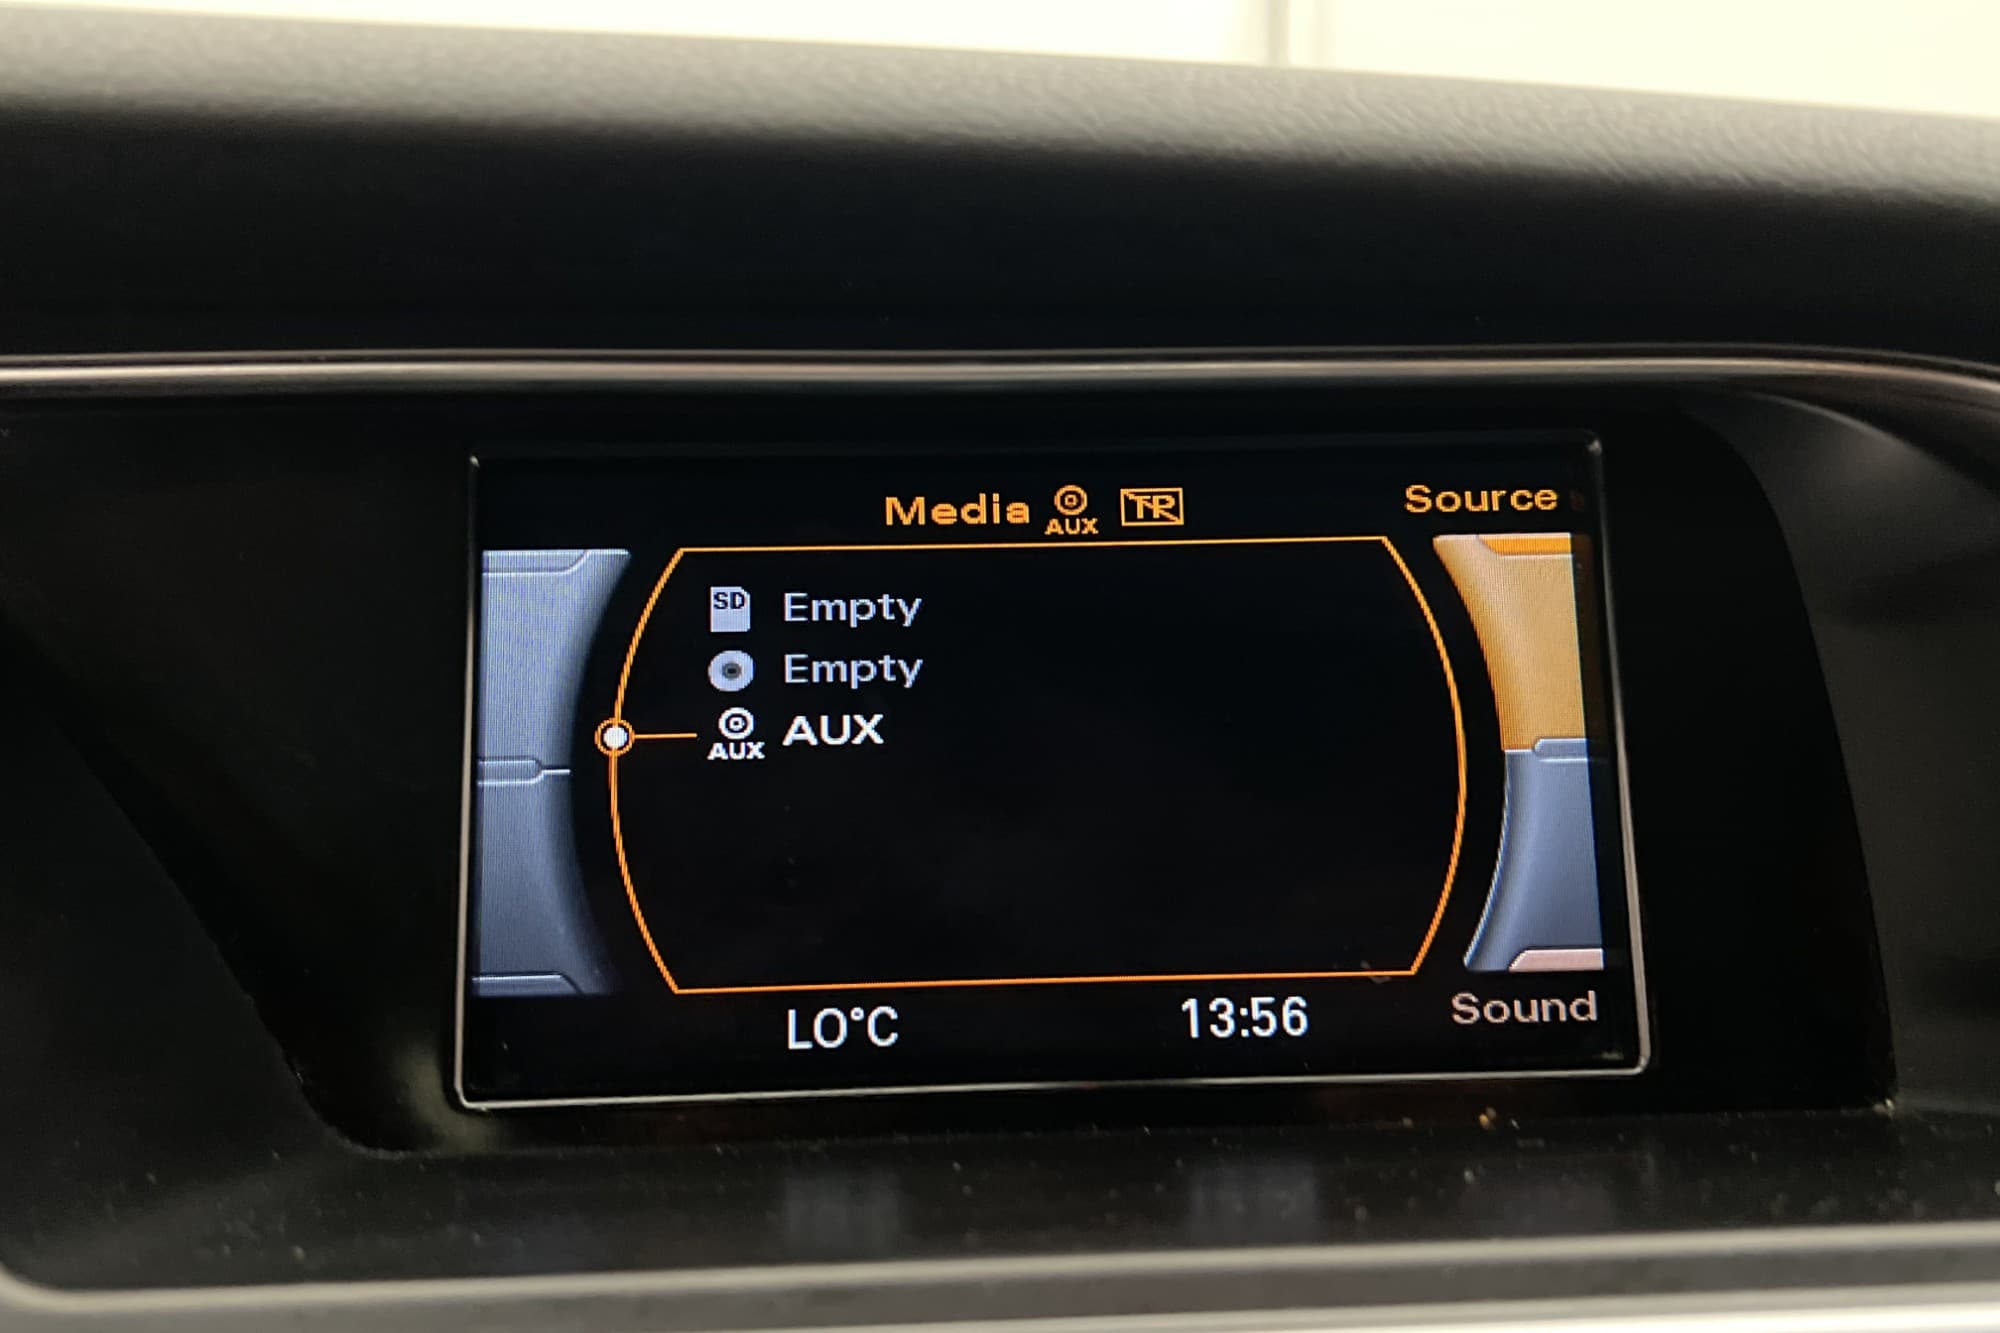 Media AUX TR
Source
SD Empty
Empty
AUX AUX
LO°C
13:56
Sound